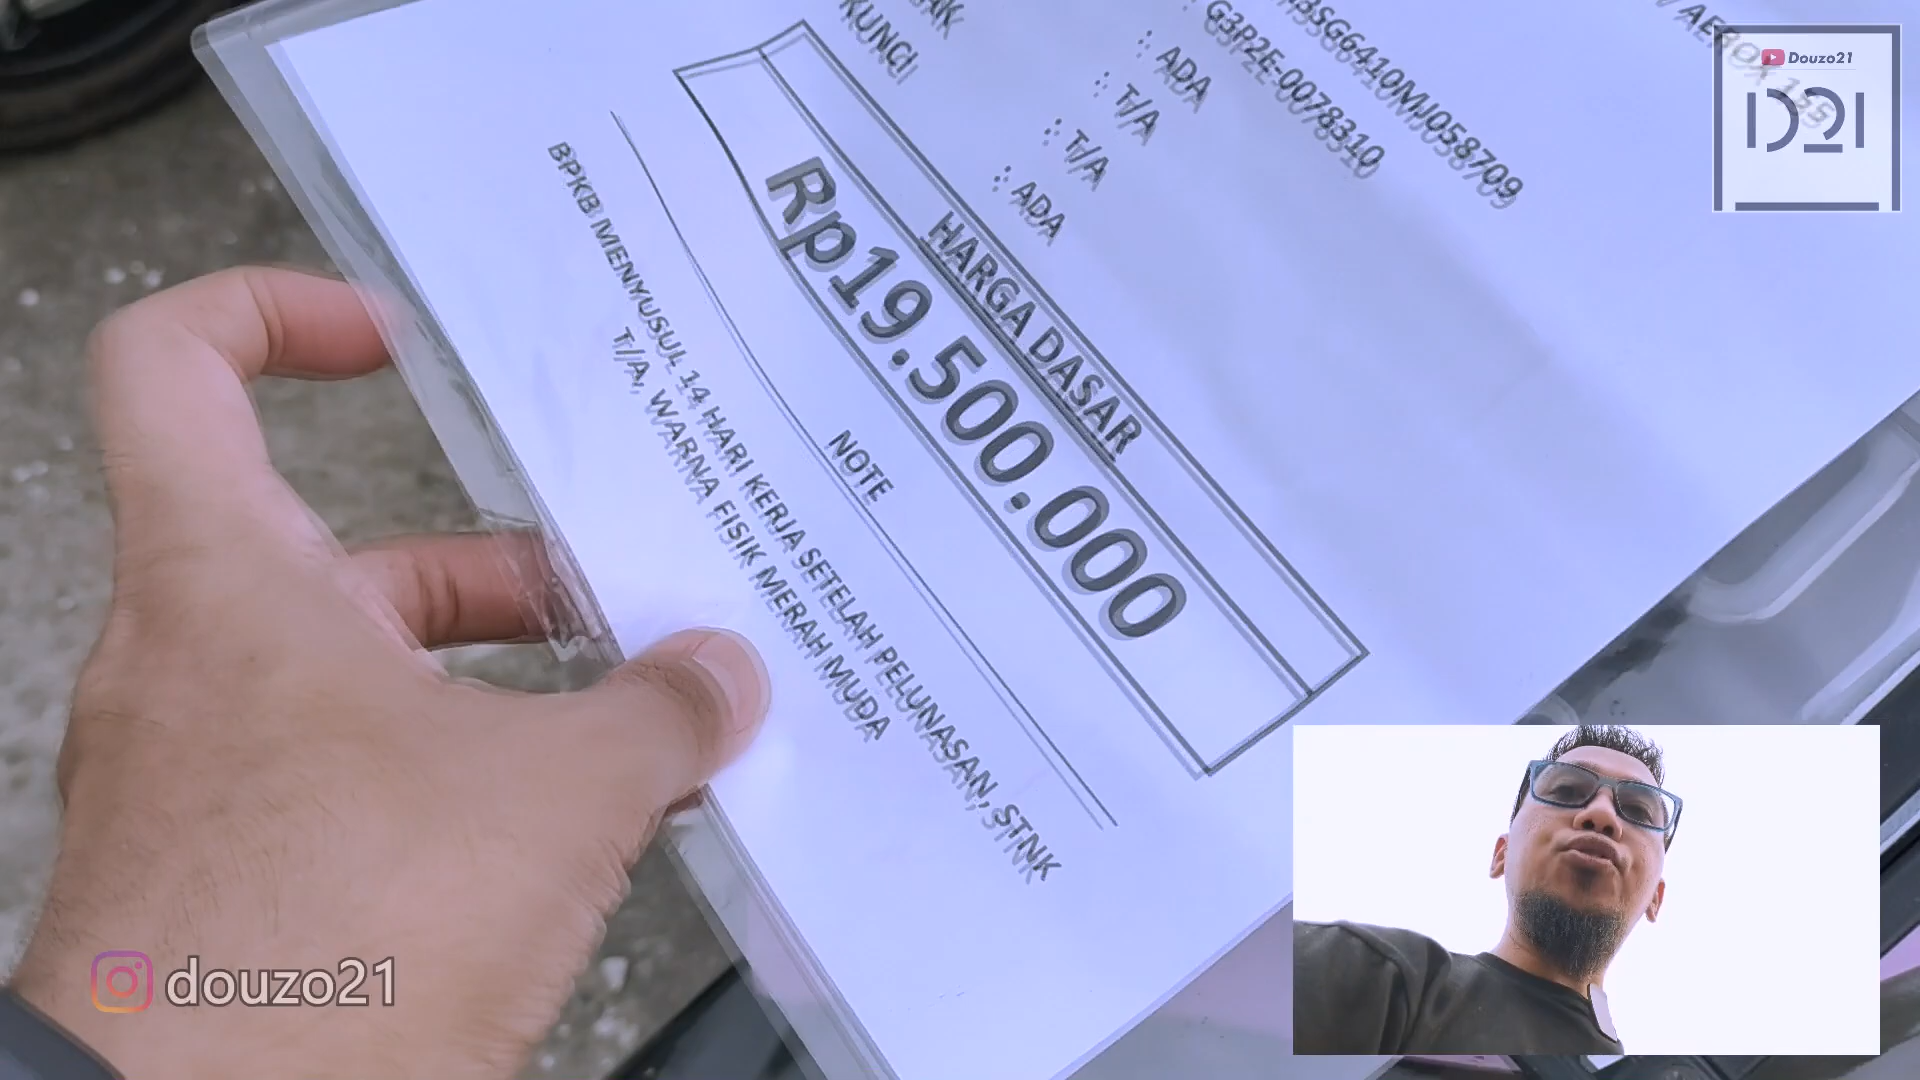 AEROX 155
G6410MJ058709
G3P2E-0078310
: ADA
: T/A
KUNCI : T/A
: ADA
HARGA DASAR
Rp19.500.000
NOTE
BPKB MENYUSUL 14 HARI KERJA SETELAH PELUNASAN, STNK
T/A, WARNA FISIK MERAH MUDA
Douzo21
D21
douzo21